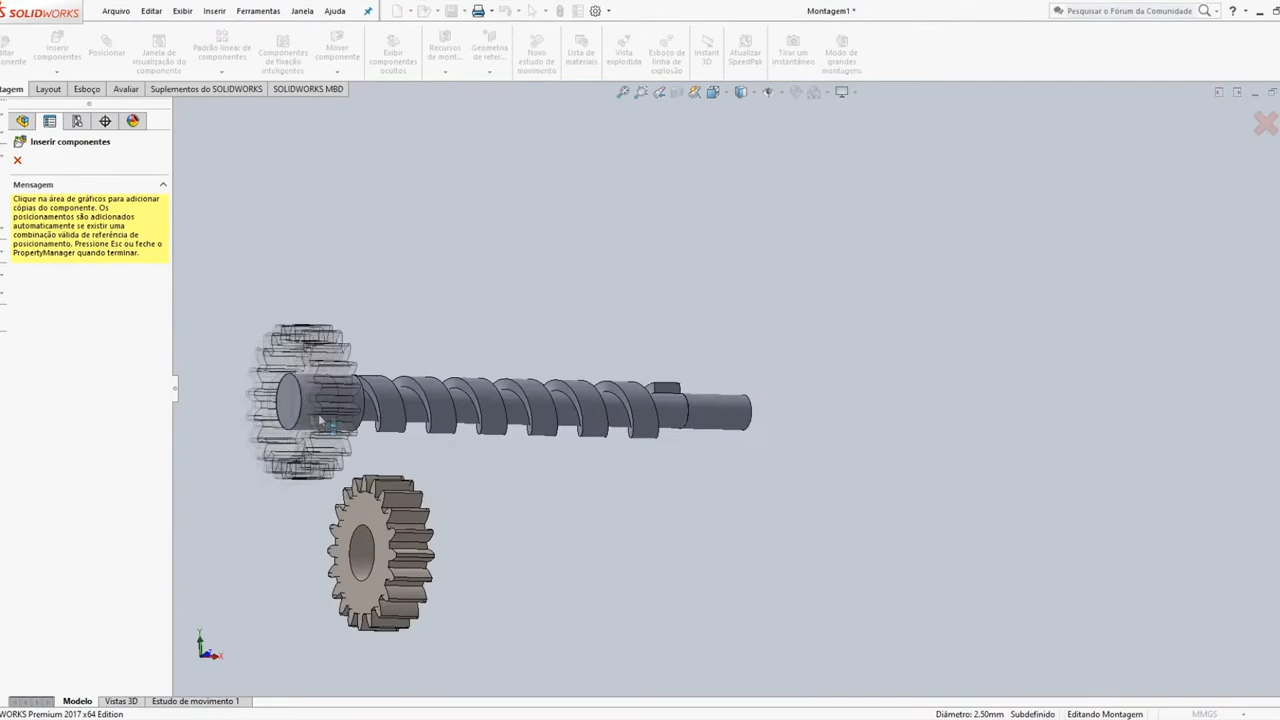 SOLIDWORKS
Arquivo Editar Exibir Inserir Ferramentas Janela Ajuda
Montagem1 *
Pesquisar o Fórum da Comunidade
Inserir componentes
Posicionar
Janela de visualização do componente
Padrão linear de componentes
Componentes de fixação inteligentes
Mover componente
Exibir componentes ocultos
Recursos de mont...
Geometria de refer...
Novo estudo de movimento
Lista de materiais
Vista explodida
Esboço de linha de explosão
Instant 3D
Atualizar SpeedPak
Tirar um instantâneo
Modo de grandes montagens
tagem Layout Esboço Avaliar Suplementos do SOLIDWORKS SOLIDWORKS MBD
Inserir componentes
Mensagem
Clique na área de gráficos para adicionar
cópias do componente. Os
posicionamentos são adicionados
automaticamente se existir uma
combinação válida de referência de
posicionamento. Pressione Esc ou feche o
PropertyManager quando terminar.
Y
X
Modelo Vistas 3D Estudo de movimento 1
WORKS Premium 2017 x64 Edition
Diâmetro: 2.50mm Subdefinido Editando Montagem MMGS